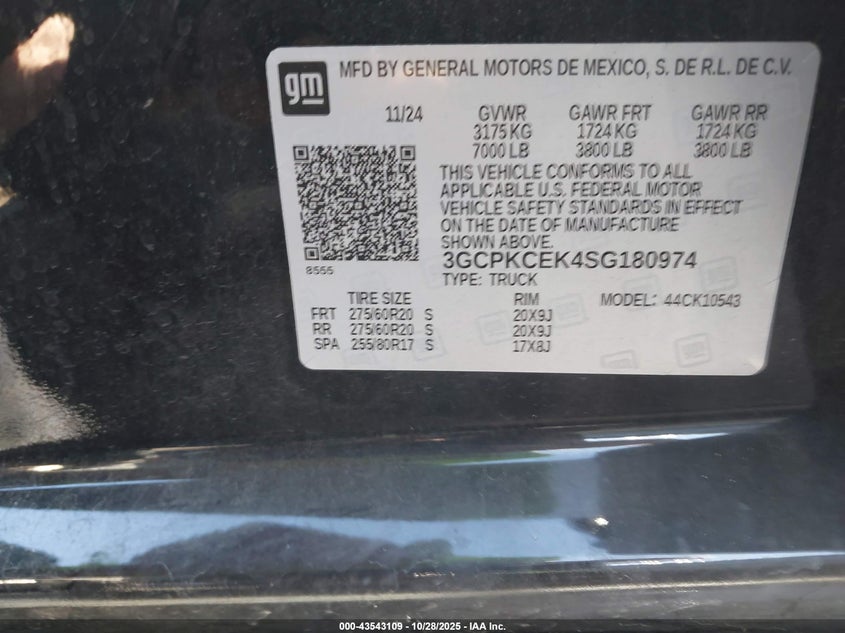 gm
MFD BY GENERAL MOTORS DE MEXICO, S. DE R.L. DE C.V.
11/24 GVWR GAWR FRT GAWR RR
3175 KG 1724 KG 1724 KG
7000 LB 3800 LB 3800 LB
THIS VEHICLE CONFORMS TO ALL
APPLICABLE U.S. FEDERAL MOTOR
VEHICLE SAFETY STANDARDS IN EFFECT
ON THE DATE OF MANUFACTURE
SHOWN ABOVE.
8555
3GCPKCEK4SG180974
TYPE: TRUCK
TIRE SIZE RIM MODEL: 44CK10543
FRT 275/60R20 S 20X9J
RR 275/60R20 S 20X9J
SPA 255/80R17 S 17X8J
000-43543109 - 10/28/2025 - IAA Inc.